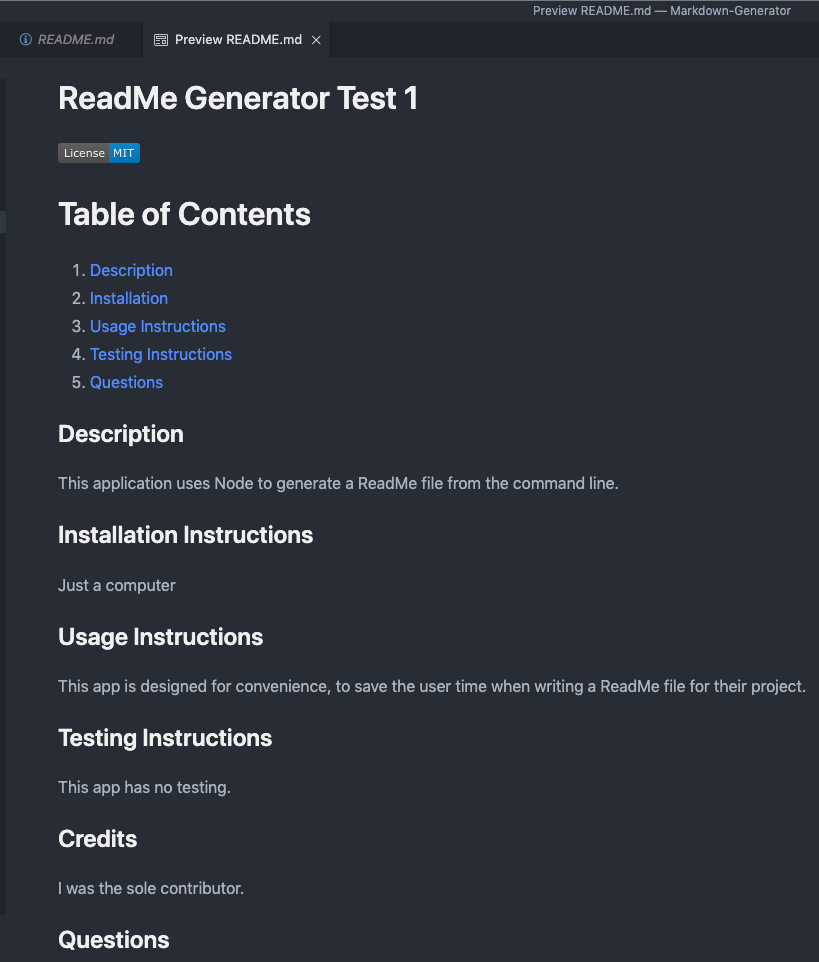 Preview README.md — Markdown-Generator
README.md
Preview README.md
ReadMe Generator Test 1
License MIT
Table of Contents
1. Description
2. Installation
3. Usage Instructions
4. Testing Instructions
5. Questions
Description
This application uses Node to generate a ReadMe file from the command line.
Installation Instructions
Just a computer
Usage Instructions
This app is designed for convenience, to save the user time when writing a ReadMe file for their project.
Testing Instructions
This app has no testing.
Credits
I was the sole contributor.
Questions